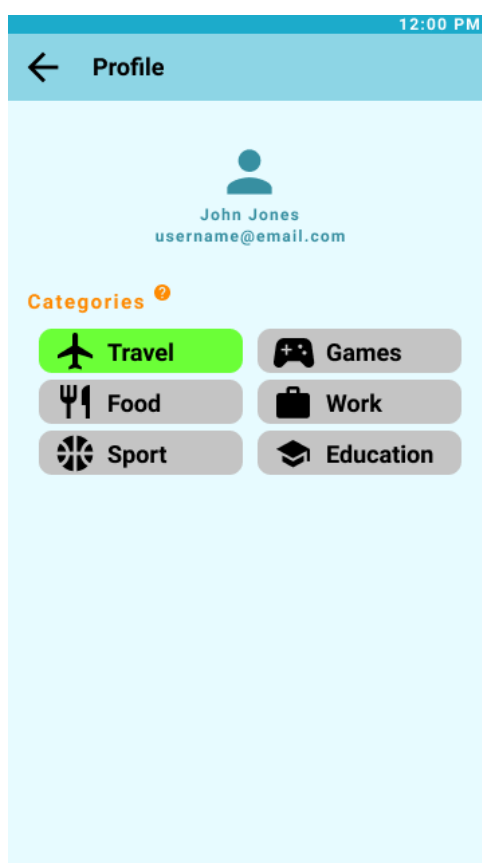 12:00 PM
Profile
John Jones
username@email.com
Categories ?
Travel
Games
Food
Work
Sport
Education